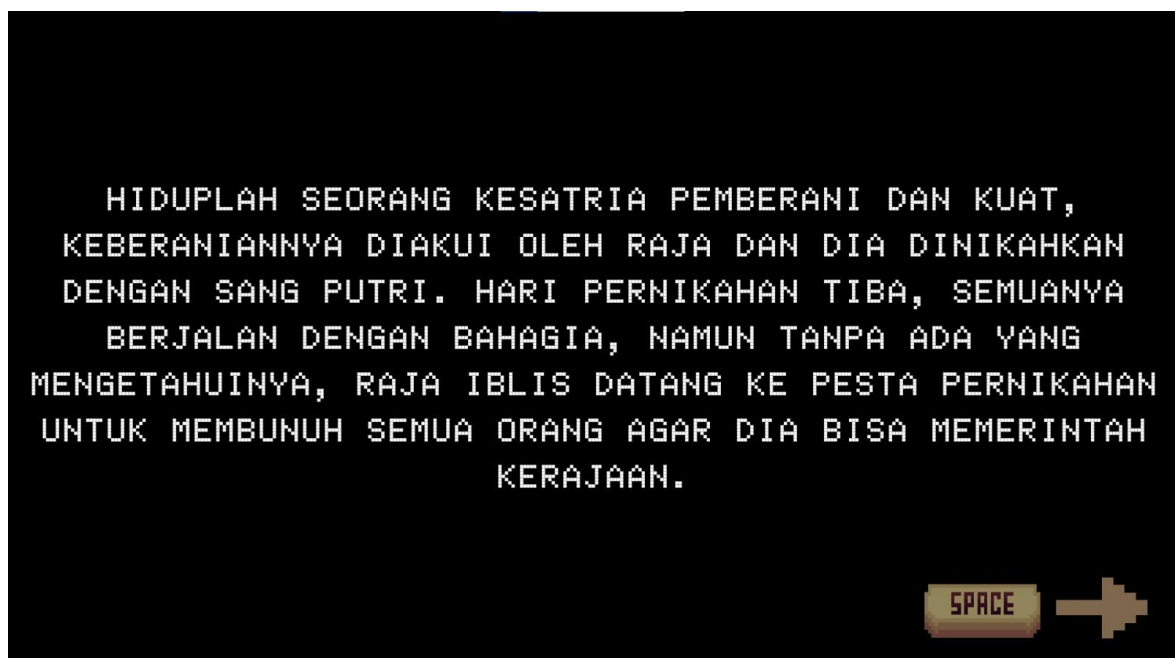 HIDUPLAH SEORANG KESATRIA PEMBERANI DAN KUAT,
KEBERANIANNYA DIAKUI OLEH RAJA DAN DIA DINIKAHKAN
DENGAN SANG PUTRI. HARI PERNIKAHAN TIBA, SEMUANYA
BERJALAN DENGAN BAHAGIA, NAMUN TANPA ADA YANG
MENGETAHUINYA, RAJA IBLIS DATANG KE PESTA PERNIKAHAN
UNTUK MEMBUNUH SEMUA ORANG AGAR DIA BISA MEMERINTAH
KERAJAAN.
SPACE